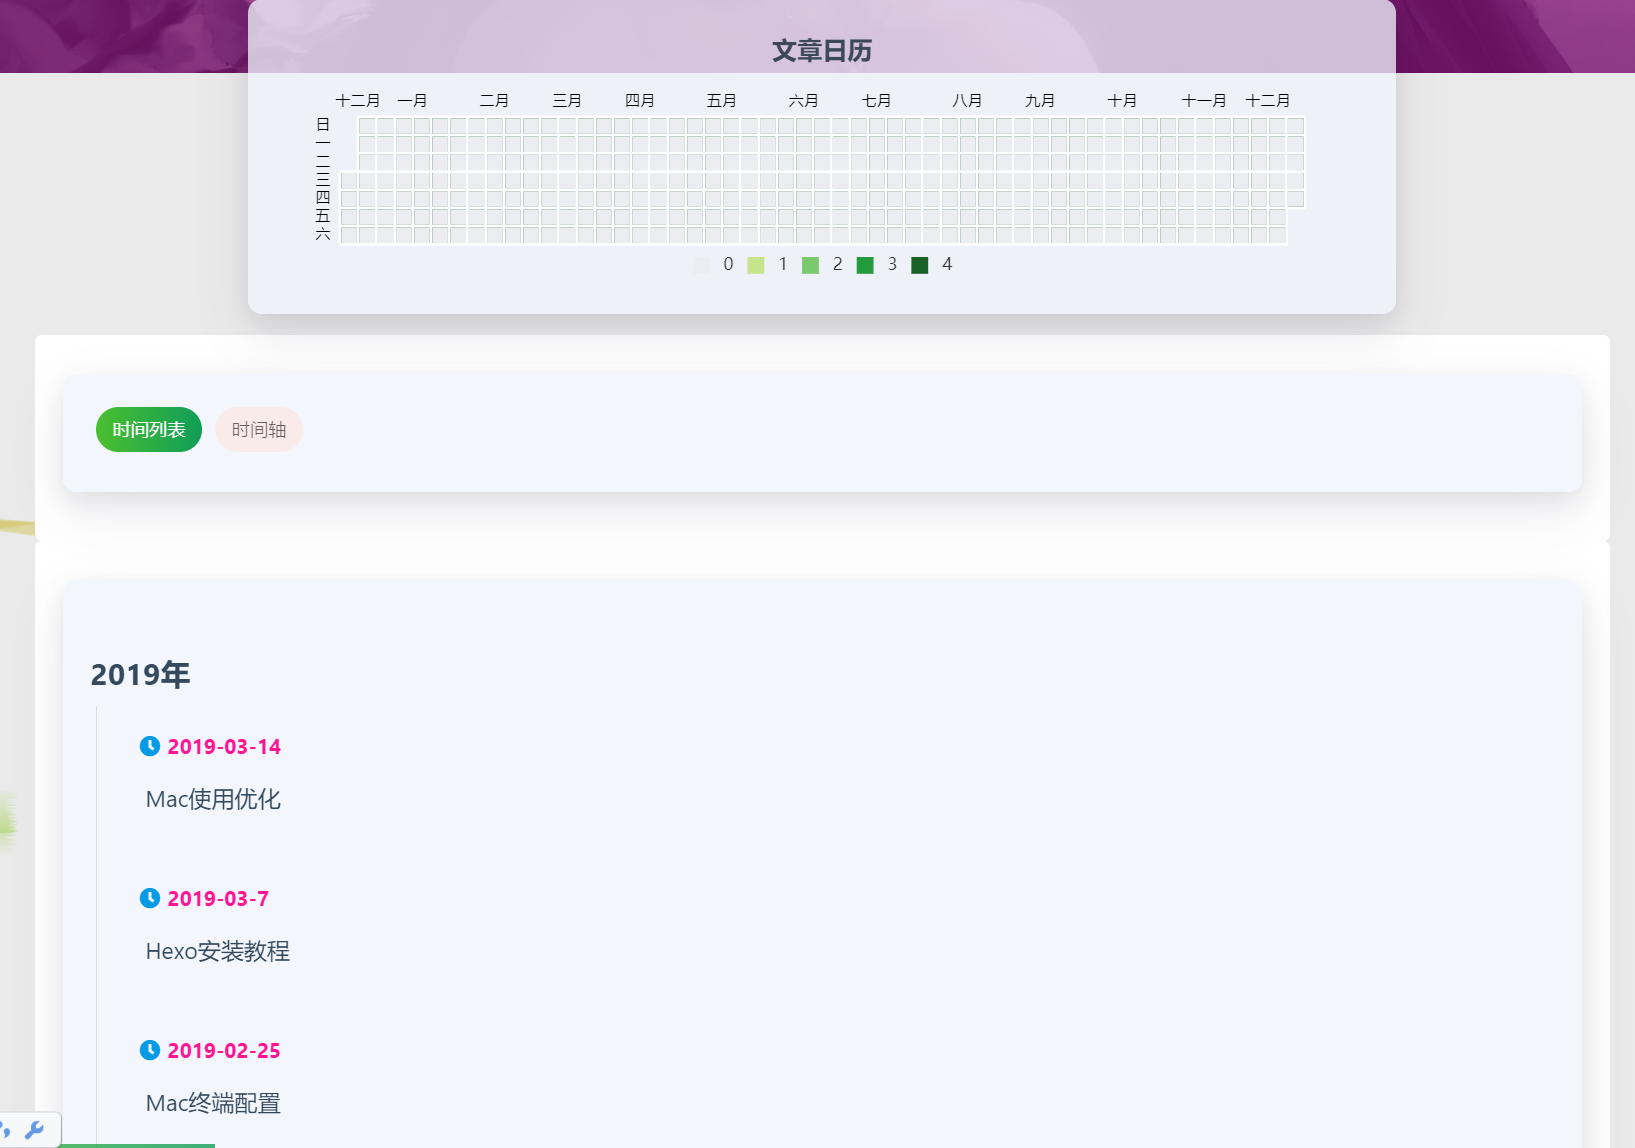 文章日历
十二月 一月 二月 三月 四月 五月 六月 七月 八月 九月 十月 十一月 十二月
日
一
二
三
四
五
六
0 1 2 3 4
时间列表 时间轴
2019年
2019-03-14
Mac使用优化
2019-03-7
Hexo安装教程
2019-02-25
Mac终端配置